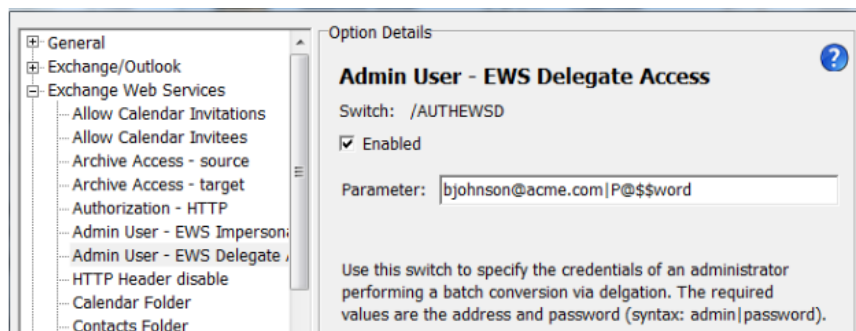 General
Exchange/Outlook
Exchange Web Services
Allow Calendar Invitations
Allow Calendar Invitees
Archive Access - source
Archive Access - target
Authorization - HTTP
Admin User - EWS Impersona
Admin User - EWS Delegate
HTTP Header disable
Calendar Folder
Contacts Folder
Option Details
?
Admin User - EWS Delegate Access
Switch: /AUTHEWSD
Enabled
Parameter: bjohnson@acme.com|P@$$word
Use this switch to specify the credentials of an administrator
performing a batch conversion via delgation. The required
values are the address and password (syntax: admin|password).